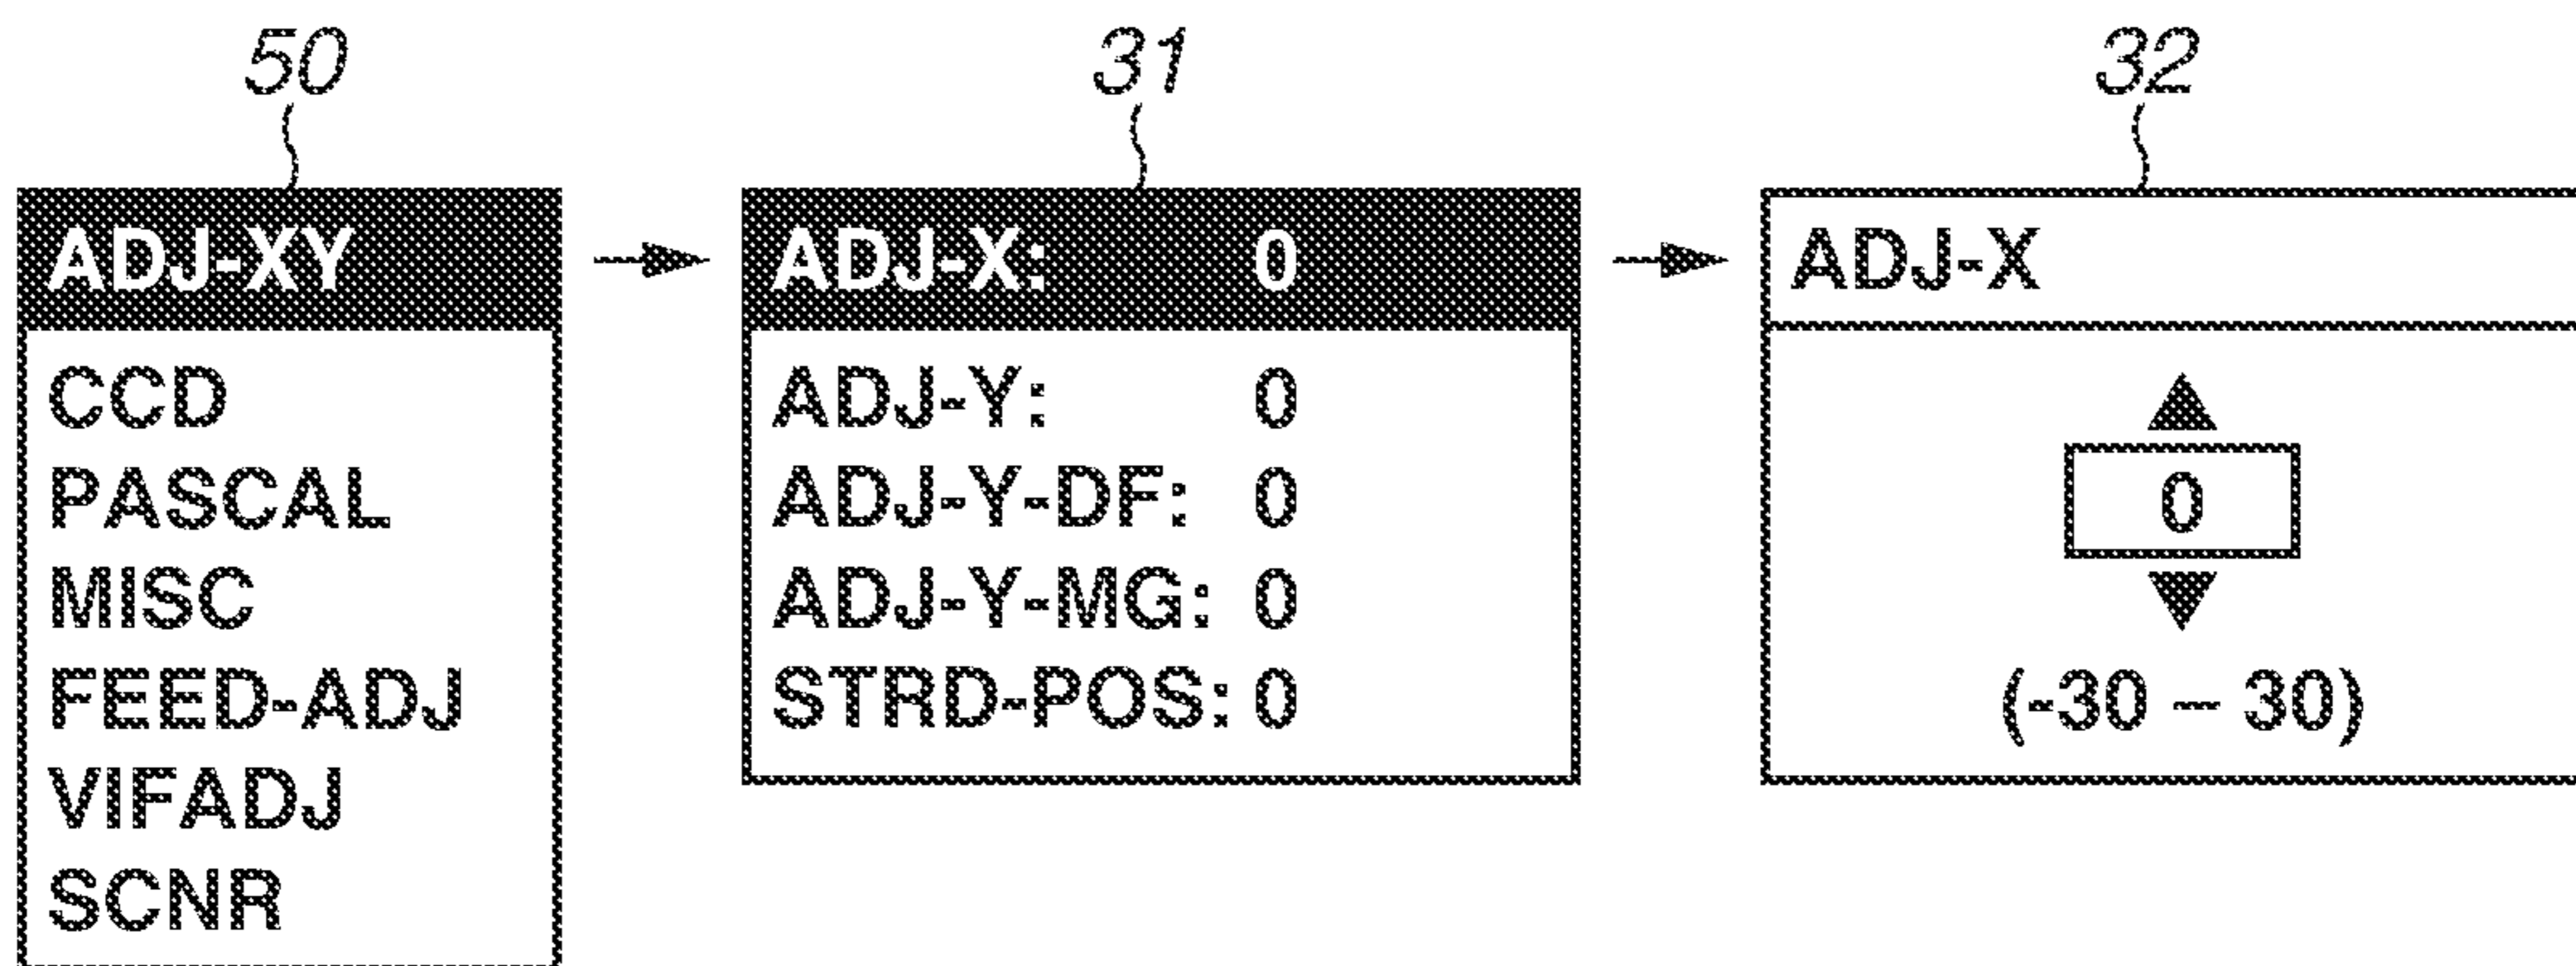 50
31
32
ADJ-XY
CCD
PASCAL
MISC
FEED-ADJ
VIFADJ
SCNR
ADJ-X: 0
ADJ-Y: 0
ADJ-Y-DF: 0
ADJ-Y-MG: 0
STRD-POS: 0
ADJ-X
0
(-30 – 30)